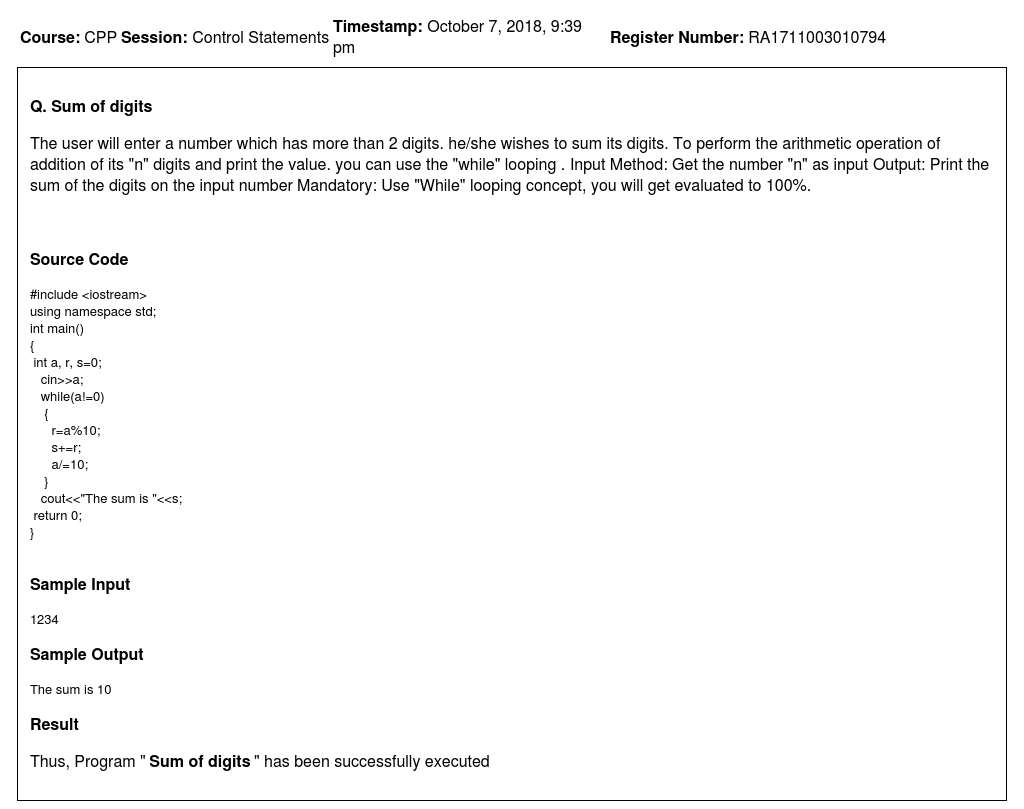 Course: CPP Session: Control Statements Timestamp: October 7, 2018, 9:39 pm Register Number: RA1711003010794
Q. Sum of digits
The user will enter a number which has more than 2 digits. he/she wishes to sum its digits. To perform the arithmetic operation of
addition of its "n" digits and print the value. you can use the "while" looping . Input Method: Get the number "n" as input Output: Print the
sum of the digits on the input number Mandatory: Use "While" looping concept, you will get evaluated to 100%.
Source Code
#include <iostream>
using namespace std;
int main()
{
int a, r, s=0;
cin>>a;
while(a!=0)
{
r=a%10;
s+=r;
a/=10;
}
cout<<"The sum is "<<s;
return 0;
}
Sample Input
1234
Sample Output
The sum is 10
Result
Thus, Program " Sum of digits " has been successfully executed